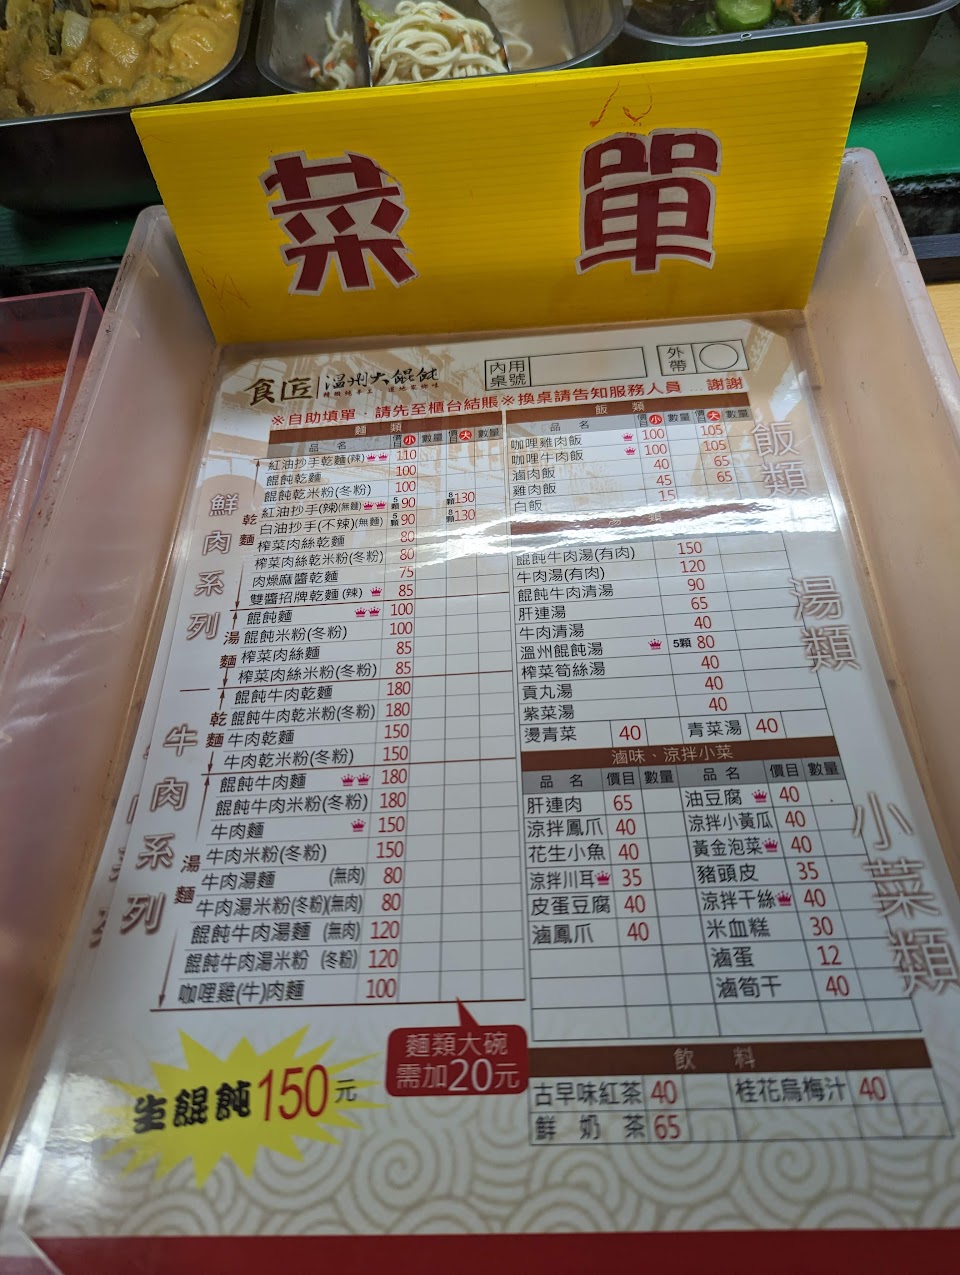 菜單
食匠 溫州大餛飩
內用桌號
外帶
※自助填單．請先至櫃台結賬※換桌請告知服務人員....謝謝
麵 類
品 名 價目 小 數量 價目 大 數量
鮮肉系列
乾麵
紅油抄手乾麵(辣) 110
餛飩乾麵 100
餛飩乾米粉(冬粉) 100
紅油抄手(辣)(無麵) 5顆 90 8顆 130
白油抄手(不辣)(無麵) 5顆 90 8顆 130
榨菜肉絲乾麵 80
榨菜肉絲乾米粉(冬粉) 80
肉燥麻醬乾麵 75
雙醬招牌乾麵(辣) 85
湯麵
餛飩麵 100
餛飩米粉(冬粉) 100
榨菜肉絲麵 85
榨菜肉絲米粉(冬粉) 85
牛肉系列
乾麵
餛飩牛肉乾麵 180
餛飩牛肉乾米粉(冬粉) 180
牛肉乾麵 150
牛肉乾米粉(冬粉) 150
湯麵
餛飩牛肉麵 180
餛飩牛肉米粉(冬粉) 180
牛肉麵 150
牛肉米粉(冬粉) 150
牛肉湯麵 (無肉) 80
牛肉湯米粉(冬粉)(無肉) 80
餛飩牛肉湯麵 (無肉) 120
餛飩牛肉湯米粉 (冬粉) 120
咖哩雞(牛)肉麵 100
麵類大碗
需加20元
生餛飩150元
飯 類
品 名 價目 小 數量 價目 大 數量
飯類
咖哩雞肉飯 100 105
咖哩牛肉飯 100 105
滷肉飯 40 65
雞肉飯 45 65
白飯 15
湯 類
湯類
餛飩牛肉湯(有肉) 150
牛肉湯(有肉) 120
餛飩牛肉清湯 90
肝連湯 65
牛肉清湯 40
溫州餛飩湯 5顆 80
榨菜筍絲湯 40
貢丸湯 40
紫菜湯 40
燙青菜 40 青菜湯 40
滷味、涼拌小菜
小菜類
品 名 價目 數量 品 名 價目 數量
肝連肉 65 油豆腐 40
涼拌鳳爪 40 涼拌小黃瓜 40
花生小魚 40 黃金泡菜 40
涼拌川耳 35 豬頭皮 35
皮蛋豆腐 40 涼拌干絲 40
滷鳳爪 40 米血糕 30
滷蛋 12
滷筍干 40
飲 料
古早味紅茶 40 桂花烏梅汁 40
鮮 奶 茶 65